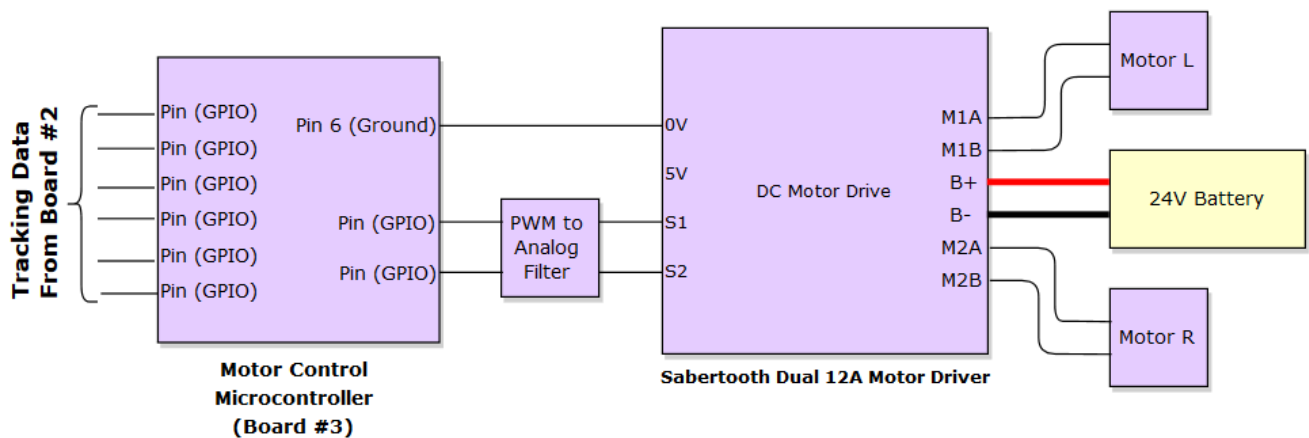 Tracking Data
From Board #2
Pin (GPIO)
Pin (GPIO)
Pin (GPIO)
Pin (GPIO)
Pin (GPIO)
Pin (GPIO)
Pin 6 (Ground)
Pin (GPIO)
Pin (GPIO)
Motor Control
Microcontroller
(Board #3)
PWM to
Analog
Filter
0V
5V
S1
S2
DC Motor Drive
M1A
M1B
B+
B-
M2A
M2B
Sabertooth Dual 12A Motor Driver
Motor L
24V Battery
Motor R